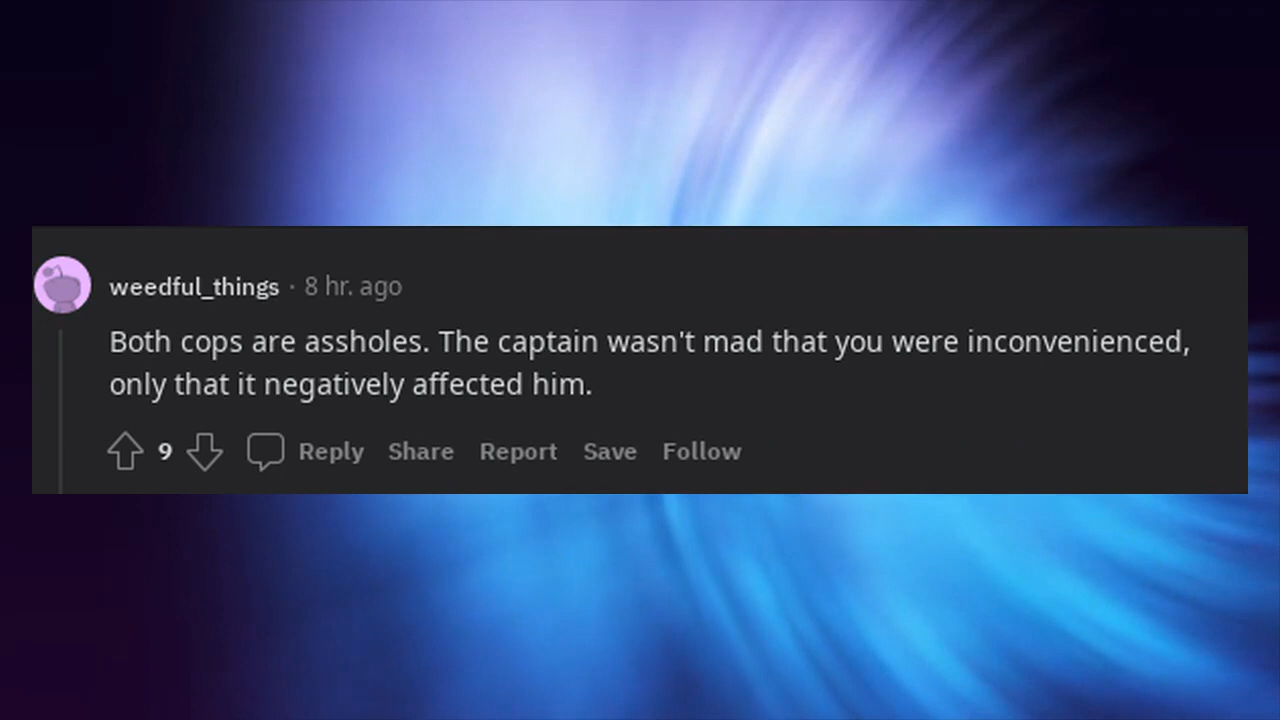 weedful_things · 8 hr. ago
Both cops are assholes. The captain wasn't mad that you were inconvenienced,
only that it negatively affected him.
9 Reply Share Report Save Follow